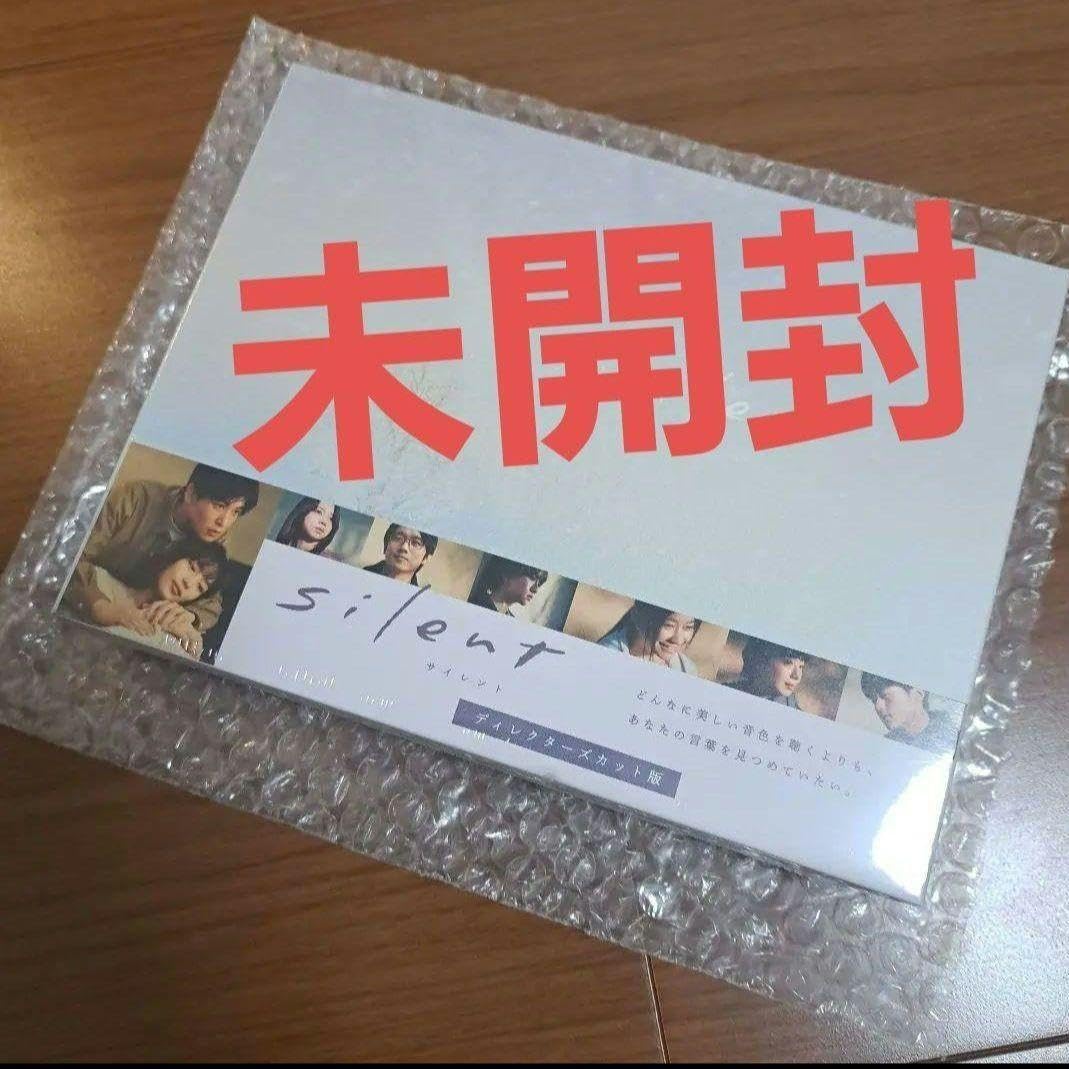 未開封
silent
サイレント
ディレクターズカット版
どんなに美しい音色を聴くよりも、
あなたの言葉を見つめていたい。